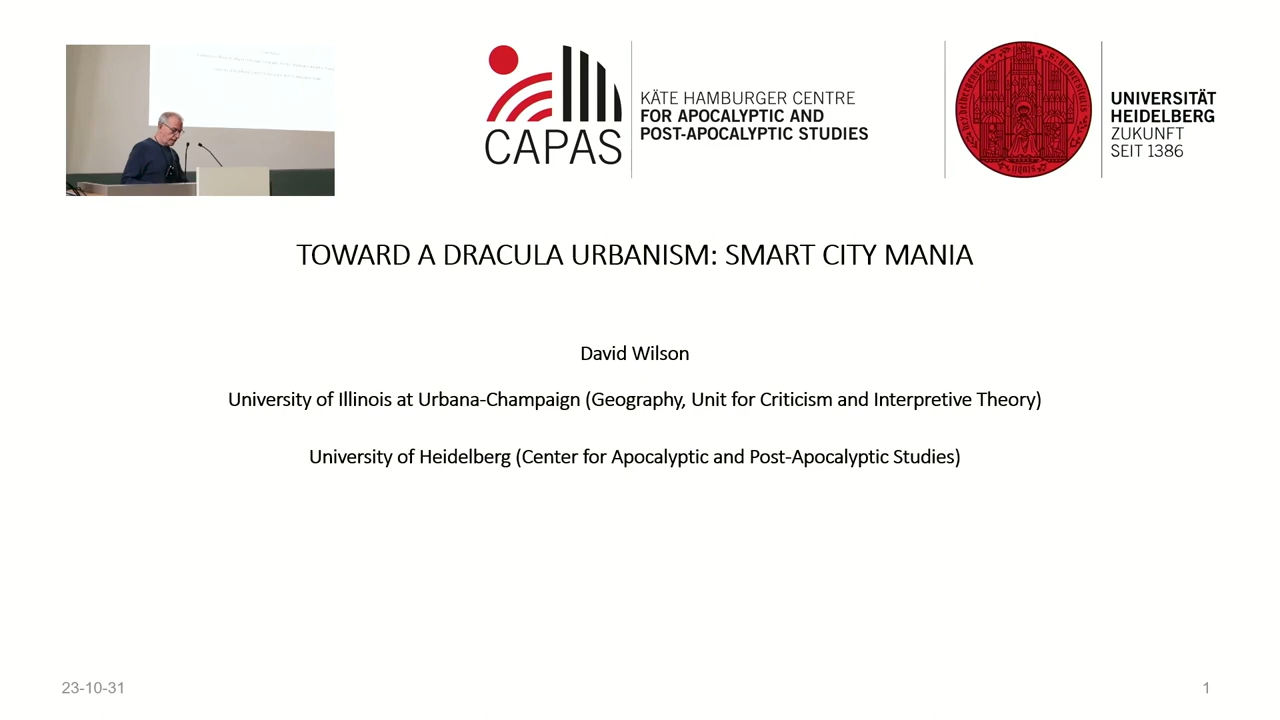 CAPAS
KÄTE HAMBURGER CENTRE
FOR APOCALYPTIC AND
POST-APOCALYPTIC STUDIES
UNIVERSITÄT
HEIDELBERG
ZUKUNFT
SEIT 1386
TOWARD A DRACULA URBANISM: SMART CITY MANIA
David Wilson
University of Illinois at Urbana-Champaign (Geography, Unit for Criticism and Interpretive Theory)
University of Heidelberg (Center for Apocalyptic and Post-Apocalyptic Studies)
23-10-31
1